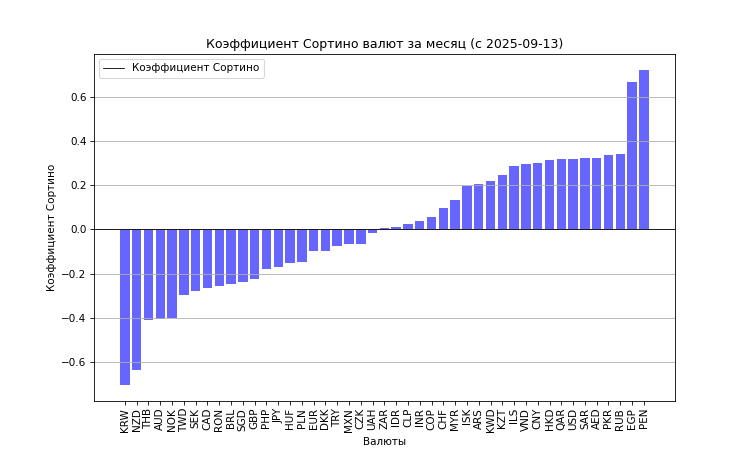 Коэффициент Сортино валют за месяц (с 2025-09-13)
Коэффициент Сортино
Коэффициент Сортино
0.6
0.4
0.2
0.0
−0.2
−0.4
−0.6
KRW
NZD
THB
AUD
NOK
TWD
SEK
CAD
RON
BRL
SGD
GBP
PHP
JPY
HUF
PLN
EUR
DKK
TRY
MXN
CZK
UAH
ZAR
IDR
CLP
INR
COP
CHF
MYR
ISK
ARS
KWD
KZT
ILS
VND
CNY
HKD
QAR
USD
SAR
AED
PKR
RUB
EGP
PEN
Валюты